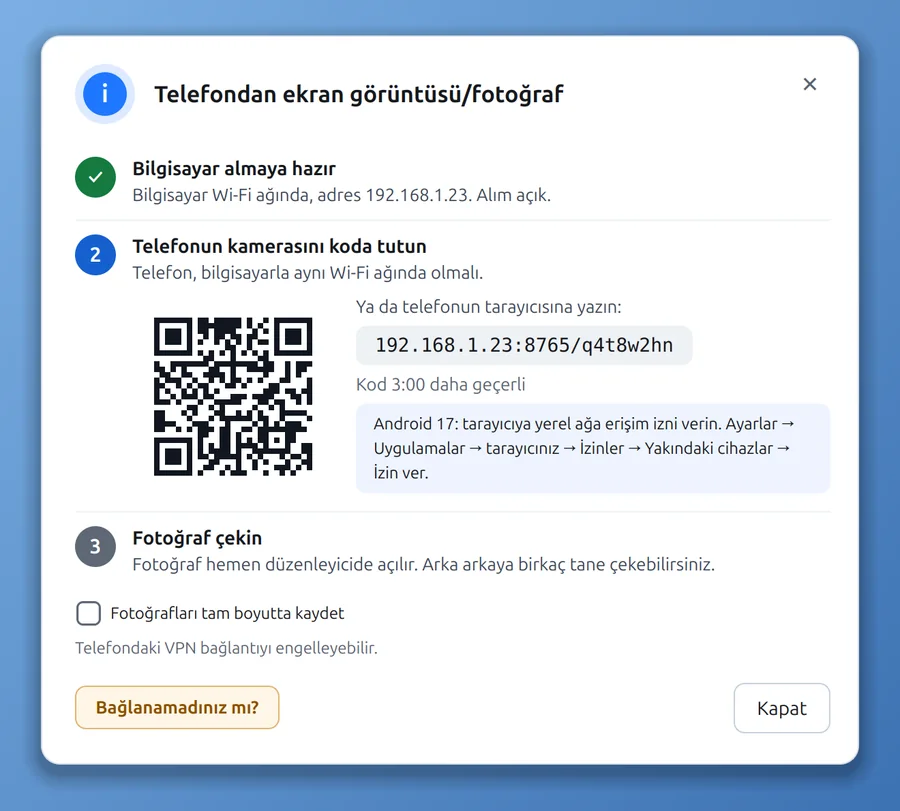 Telefondan ekran görüntüsü/fotoğraf
Bilgisayar almaya hazır
Bilgisayar Wi-Fi ağında, adres 192.168.1.23. Alım açık.
2
Telefonun kamerasını koda tutun
Telefon, bilgisayarla aynı Wi-Fi ağında olmalı.
Ya da telefonun tarayıcısına yazın:
192.168.1.23:8765/q4t8w2hn
Kod 3:00 daha geçerli
Android 17: tarayıcıya yerel ağa erişim izni verin. Ayarlar →
Uygulamalar → tarayıcınız → İzinler → Yakındaki cihazlar →
İzin ver.
3
Fotoğraf çekin
Fotoğraf hemen düzenleyicide açılır. Arka arkaya birkaç tane çekebilirsiniz.
Fotoğrafları tam boyutta kaydet
Telefondaki VPN bağlantıyı engelleyebilir.
Bağlanamadınız mı?
Kapat